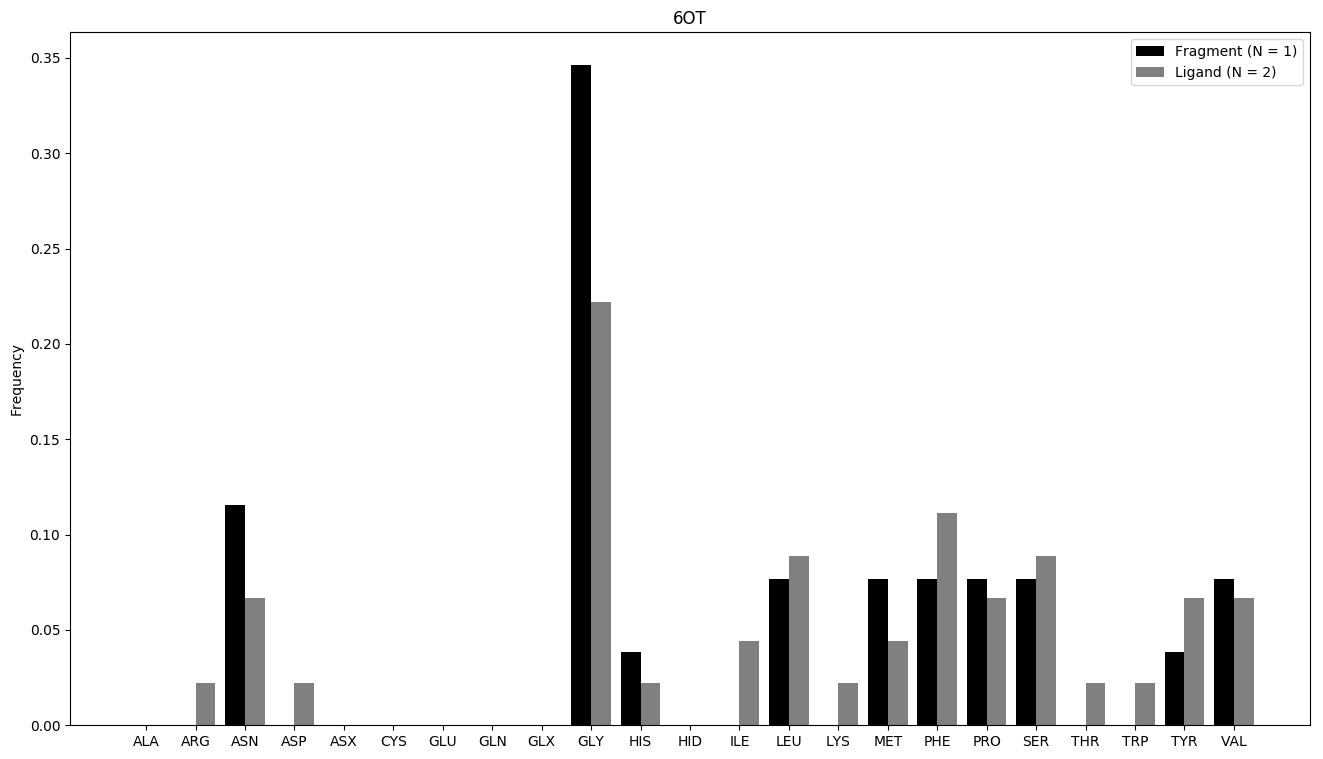 6OT
Fragment (N = 1)
Ligand (N = 2)
Frequency
0.35
0.30
0.25
0.20
0.15
0.10
0.05
0.00
ALA ARG ASN ASP ASX CYS GLU GLN GLX GLY HIS HID ILE LEU LYS MET PHE PRO SER THR TRP TYR VAL